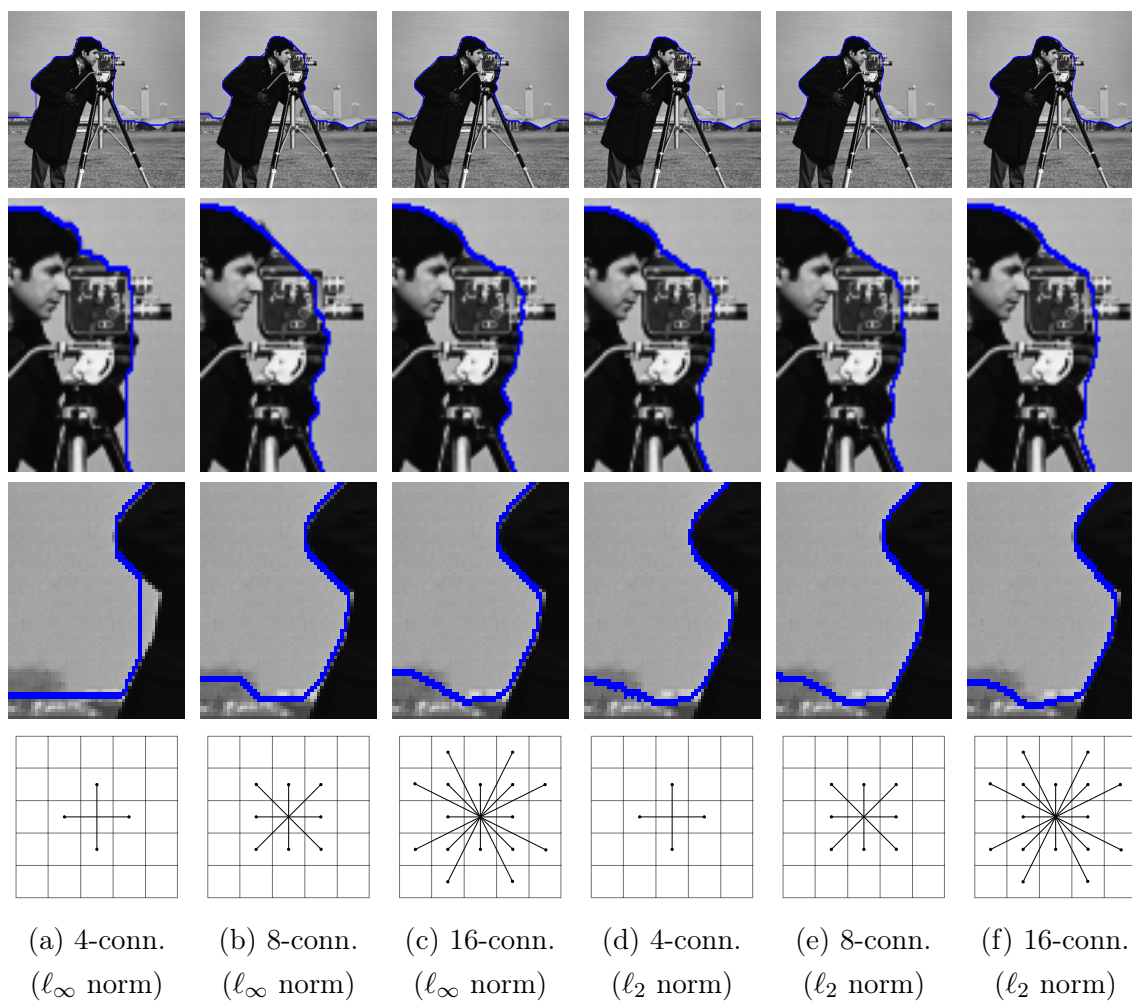 (a) 4-conn. (b) 8-conn. (c) 16-conn. (d) 4-conn. (e) 8-conn. (f) 16-conn.
(ℓ∞ norm) (ℓ∞ norm) (ℓ∞ norm) (ℓ2 norm) (ℓ2 norm) (ℓ2 norm)